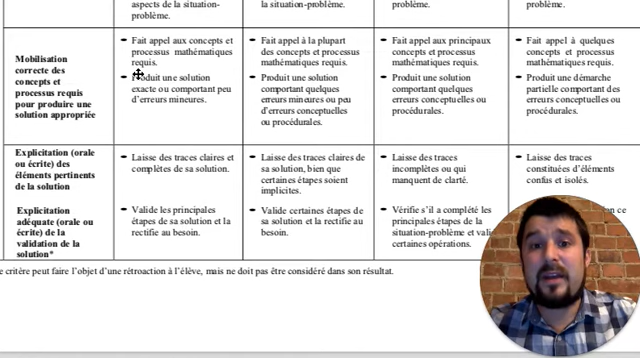 aspects de la situation-
problème.
la situation-problème.
problème.
problème.
Mobilisation
correcte des
concepts et
processus requis
pour produire une
solution appropriée
Fait appel aux concepts et
processus mathématiques
requis.
Produit une solution
exacte ou comportant peu
d'erreurs mineures.
Fait appel à la plupart
des concepts et processus
mathématiques requis.
Produit une solution
comportant quelques
erreurs mineures ou peu
d'erreurs conceptuelles
ou procédurales.
Fait appel aux principaux
concepts et processus
mathématiques requis.
Produit une solution
comportant quelques
erreurs conceptuelles ou
procédurales.
Fait appel à quelques
concepts et processus
mathématiques requis.
Produit une démarche
partielle comportant des
erreurs conceptuelles ou
procédurales.
Explicitation (orale
ou écrite) des
éléments pertinents
de la solution
Laisse des traces claires et
complètes de sa solution.
Laisse des traces claires de
sa solution, bien que
certaines étapes soient
implicites.
Laisse des traces
incomplètes ou qui
manquent de clarté.
Laisse des traces
constituées d'éléments
confus et isolés.
Explicitation
adéquate (orale ou
écrite) de la
validation de la
solution*
Valide les principales
étapes de sa solution et la
rectifie au besoin.
Valide certaines étapes de
sa solution et la rectifie au
besoin.
Vérifie s'il a complété les
principales étapes de la
situation-problème et
certaines opérations.
ce
e critère peut faire l'objet d'une rétroaction à l'élève, mais ne doit pas être considéré dans son résultat.